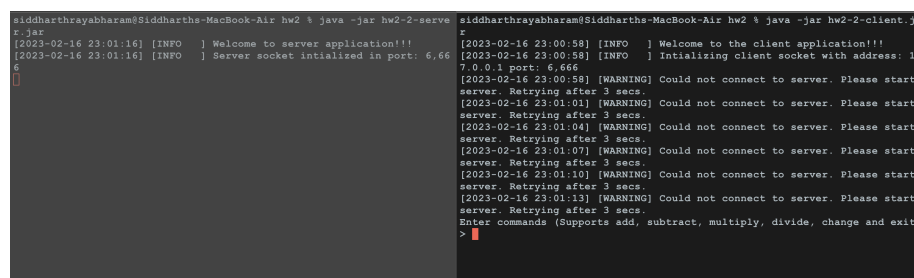 siddharthrayabharam@Siddharths-MacBook-Air hw2 % java -jar hw2-2-serve
r.jar
[2023-02-16 23:01:16] [INFO   ] Welcome to server application!!!
[2023-02-16 23:01:16] [INFO   ] Server socket intialized in port: 6,66
6
siddharthrayabharam@Siddharths-MacBook-Air hw2 % java -jar hw2-2-client.j
r
[2023-02-16 23:00:58] [INFO   ] Welcome to the client application!!!
[2023-02-16 23:00:58] [INFO   ] Intializing client socket with address: 1
7.0.0.1 port: 6,666
[2023-02-16 23:00:58] [WARNING] Could not connect to server. Please start
server. Retrying after 3 secs.
[2023-02-16 23:01:01] [WARNING] Could not connect to server. Please start
server. Retrying after 3 secs.
[2023-02-16 23:01:04] [WARNING] Could not connect to server. Please start
server. Retrying after 3 secs.
[2023-02-16 23:01:07] [WARNING] Could not connect to server. Please start
server. Retrying after 3 secs.
[2023-02-16 23:01:10] [WARNING] Could not connect to server. Please start
server. Retrying after 3 secs.
[2023-02-16 23:01:13] [WARNING] Could not connect to server. Please start
server. Retrying after 3 secs.
Enter commands (Supports add, subtract, multiply, divide, change and exit
>